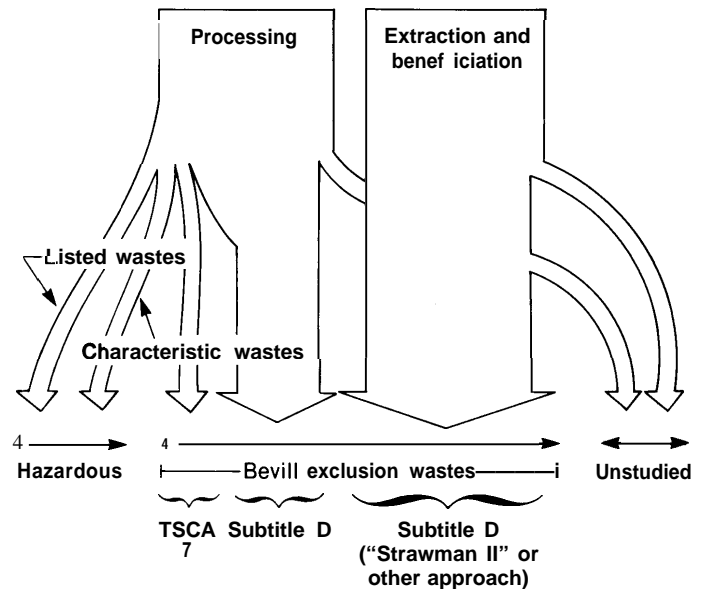 Processing
Extraction and
benef iciation
Listed wastes
Characteristic wastes
4
4
Hazardous
Bevill exclusion wastes
i
Unstudied
TSCA
7
Subtitle D
Subtitle D
(“Strawman II” or
other approach)